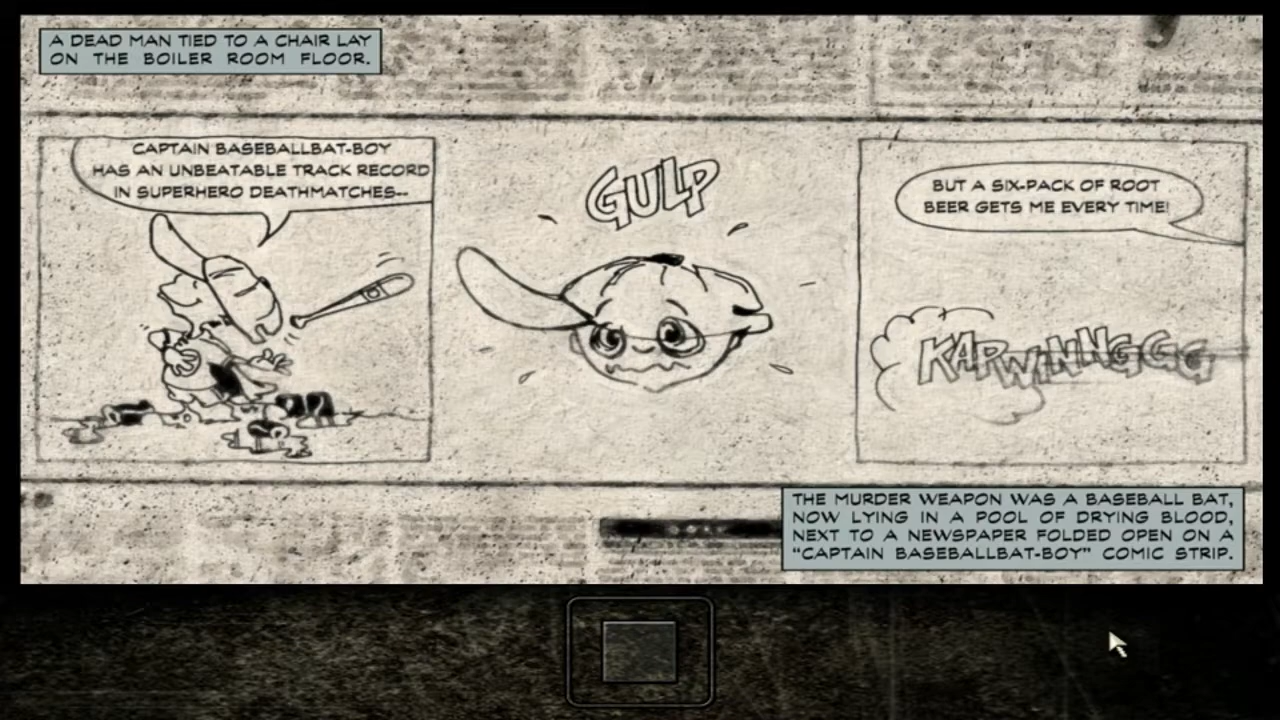 A DEAD MAN TIED TO A CHAIR LAY
ON THE BOILER ROOM FLOOR.
CAPTAIN BASEBALLBAT-BOY
HAS AN UNBEATABLE TRACK RECORD
IN SUPERHERO DEATHMATCHES--
GULP
BUT A SIX-PACK OF ROOT
BEER GETS ME EVERY TIME!
KAPWINNGGG
THE MURDER WEAPON WAS A BASEBALL BAT,
NOW LYING IN A POOL OF DRYING BLOOD,
NEXT TO A NEWSPAPER FOLDED OPEN ON A
“CAPTAIN BASEBALLBAT-BOY” COMIC STRIP.